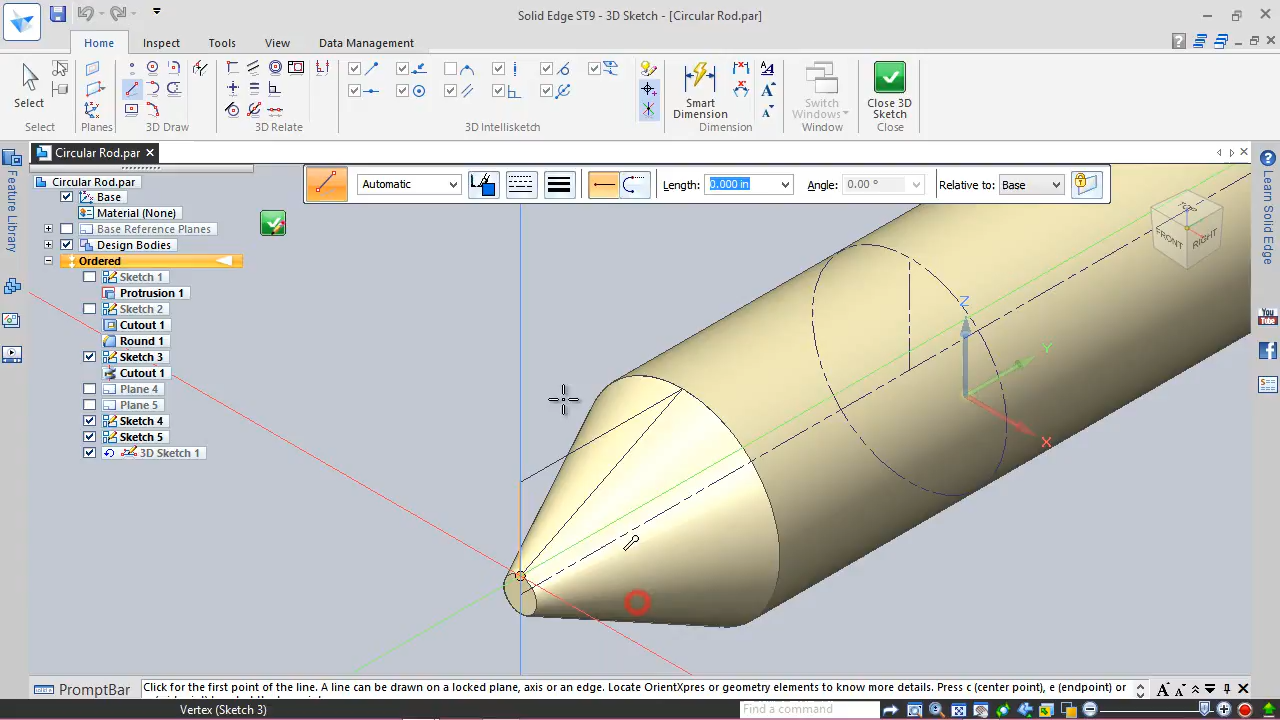 Solid Edge ST9 - 3D Sketch - [Circular Rod.par]
Home
Inspect
Tools
View
Data Management
Select
Smart
Dimension
Switch
Windows
Close 3D
Sketch
Select
Planes
3D Draw
3D Relate
3D Intellisketch
Dimension
Window
Close
Circular Rod.par
Feature Library
Learn Solid Edge
You
Tube
Automatic
Length:
0.000 in
Angle:
0.00 °
Relative to:
Base
Circular Rod.par
Base
Material (None)
Base Reference Planes
Design Bodies
Ordered
Sketch 1
Protrusion 1
Sketch 2
Cutout 1
Round 1
Sketch 3
Cutout 1
Plane 4
Plane 5
Sketch 4
Sketch 5
3D Sketch 1
TOP
FRONT
RIGHT
Z
Y
X
PromptBar
Click for the first point of the line. A line can be drawn on a locked plane, axis or an edge. Locate OrientXpres or geometry elements to know more details. Press c (center point), e (endpoint) or
Vertex (Sketch 3)
Find a command